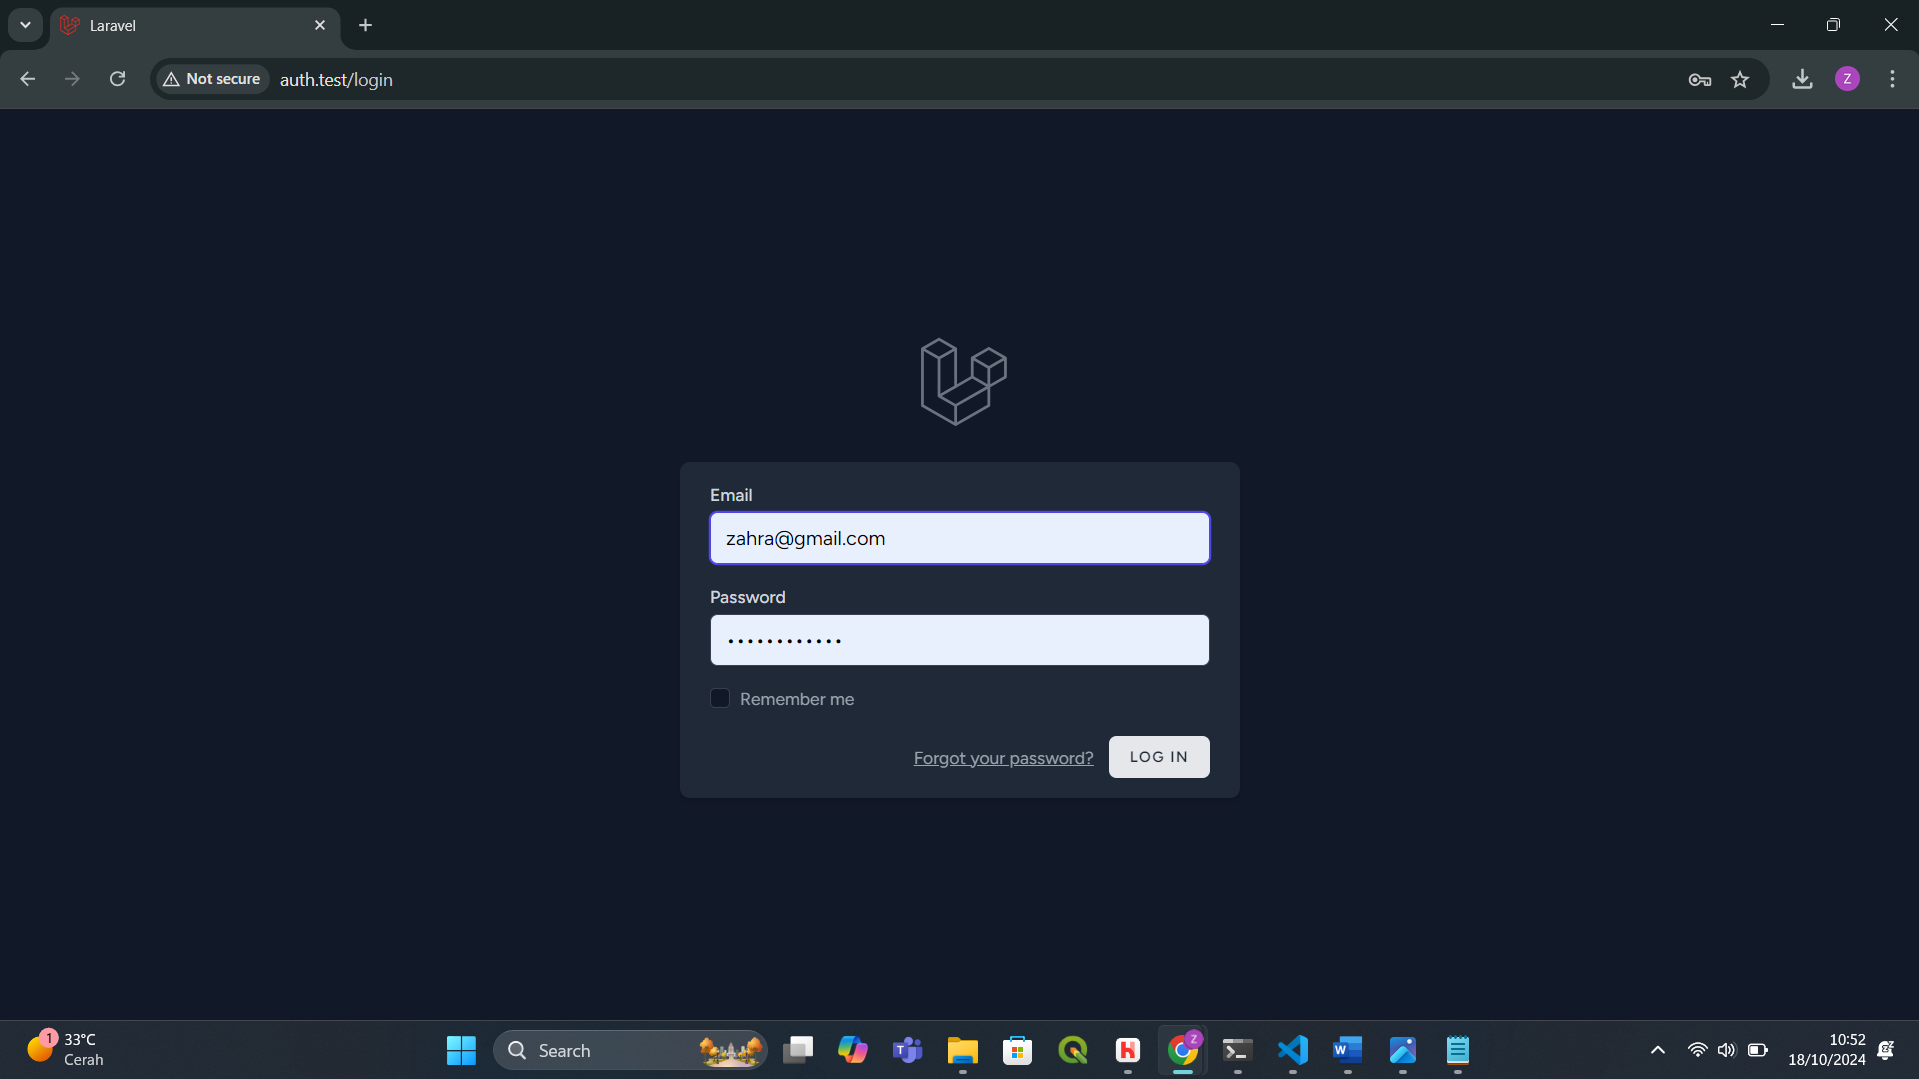 Laravel
Not secure
auth.test/login
Z
Email
zahra@gmail.com
Password
••••••••••••
Remember me
Forgot your password?
LOG IN
1
33°C
Cerah
Search
T
H
Z
W
10:52
18/10/2024